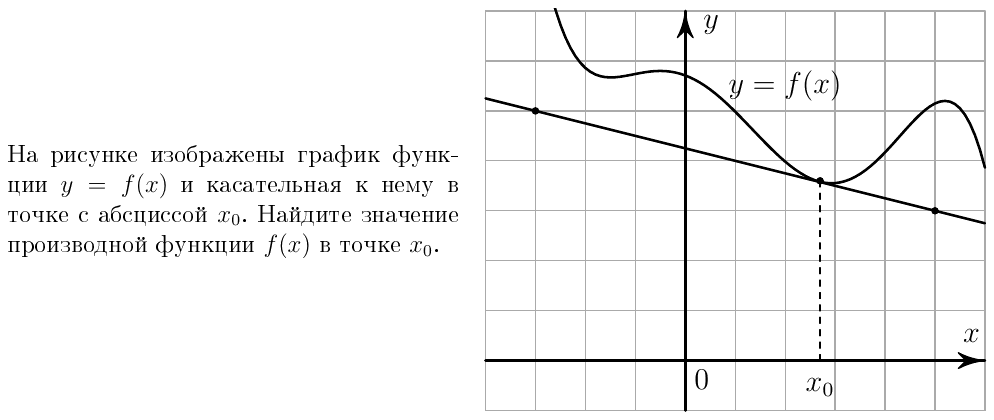 На рисунке изображены график функ-
ции y = f(x) и касательная к нему в
точке с абсциссой x₀. Найдите значение
производной функции f(x) в точке x₀.
y
y = f(x)
x
0
x₀